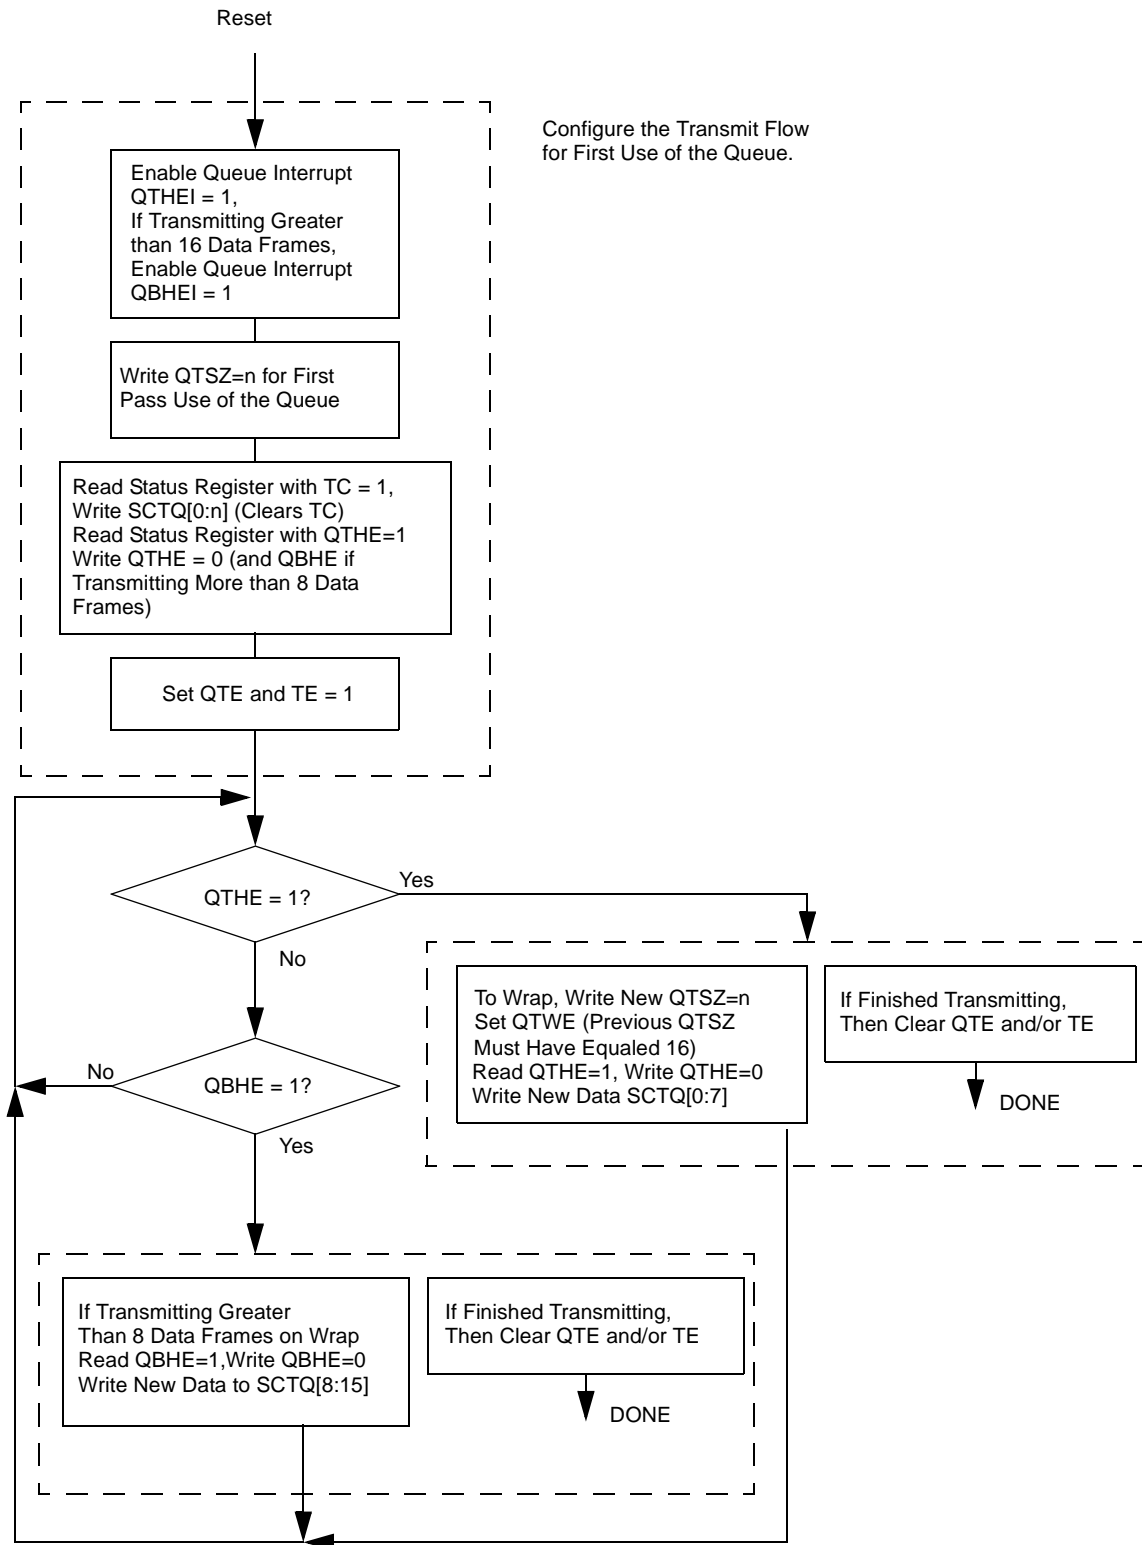 Reset
Configure the Transmit Flow
for First Use of the Queue.
Enable Queue Interrupt
QTHEI = 1,
If Transmitting Greater
than 16 Data Frames,
Enable Queue Interrupt
QBHEI = 1
Write QTSZ=n for First
Pass Use of the Queue
Read Status Register with TC = 1,
Write SCTQ[0:n] (Clears TC)
Read Status Register with QTHE=1
Write QTHE = 0 (and QBHE if
Transmitting More than 8 Data
Frames)
Set QTE and TE = 1
QTHE = 1?
Yes
No
To Wrap, Write New QTSZ=n
Set QTWE (Previous QTSZ
Must Have Equaled 16)
Read QTHE=1, Write QTHE=0
Write New Data SCTQ[0:7]
If Finished Transmitting,
Then Clear QTE and/or TE
DONE
No
QBHE = 1?
Yes
If Transmitting Greater
Than 8 Data Frames on Wrap
Read QBHE=1,Write QBHE=0
Write New Data to SCTQ[8:15]
If Finished Transmitting,
Then Clear QTE and/or TE
DONE